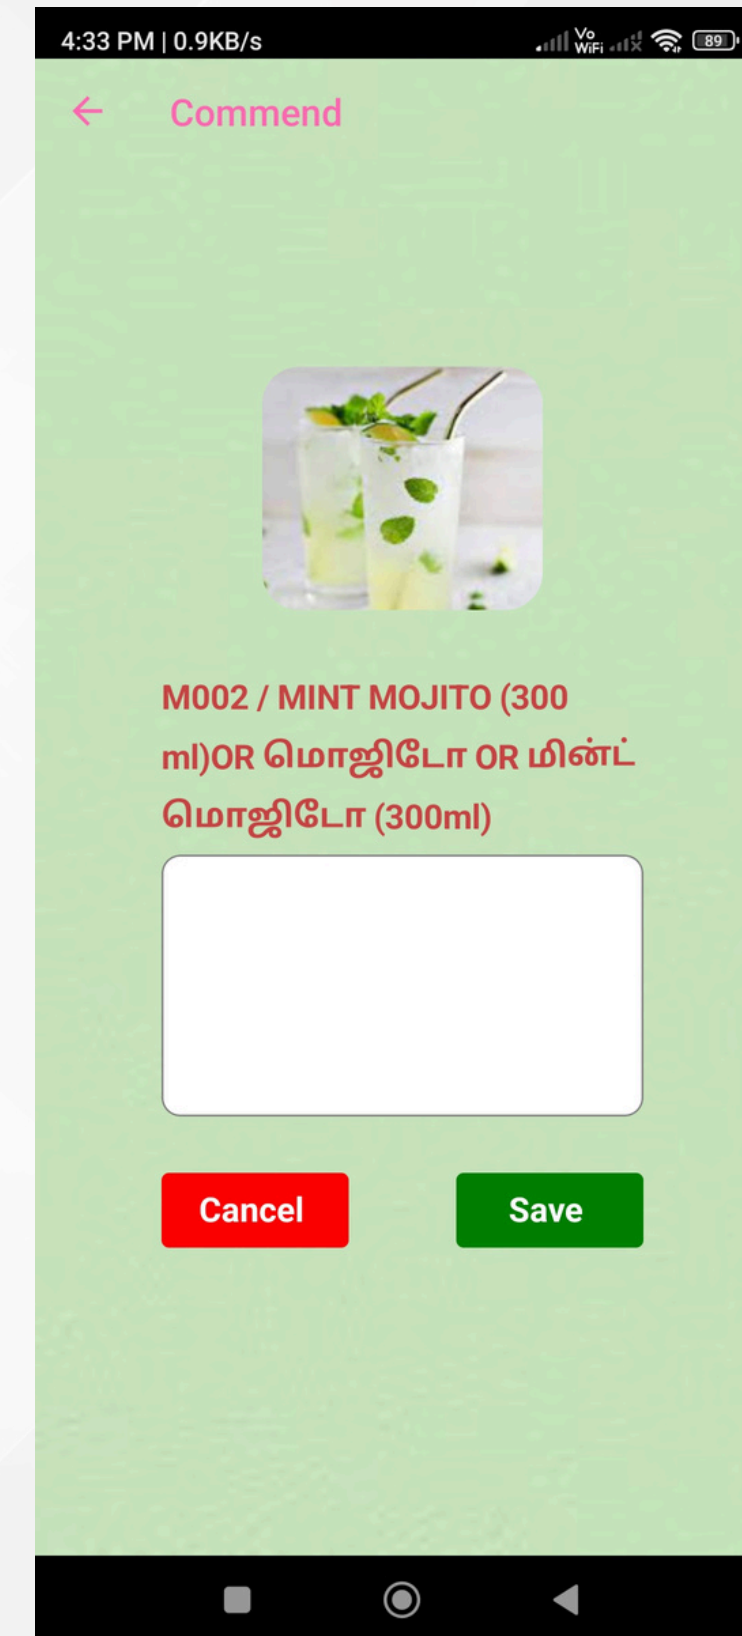 4:33 PM | 0.9KB/s Vo WiFi 89
Commend
M002 / MINT MOJITO (300
ml)OR மொஜிடோ OR மின்ட்
மொஜிடோ (300ml)
Cancel Save